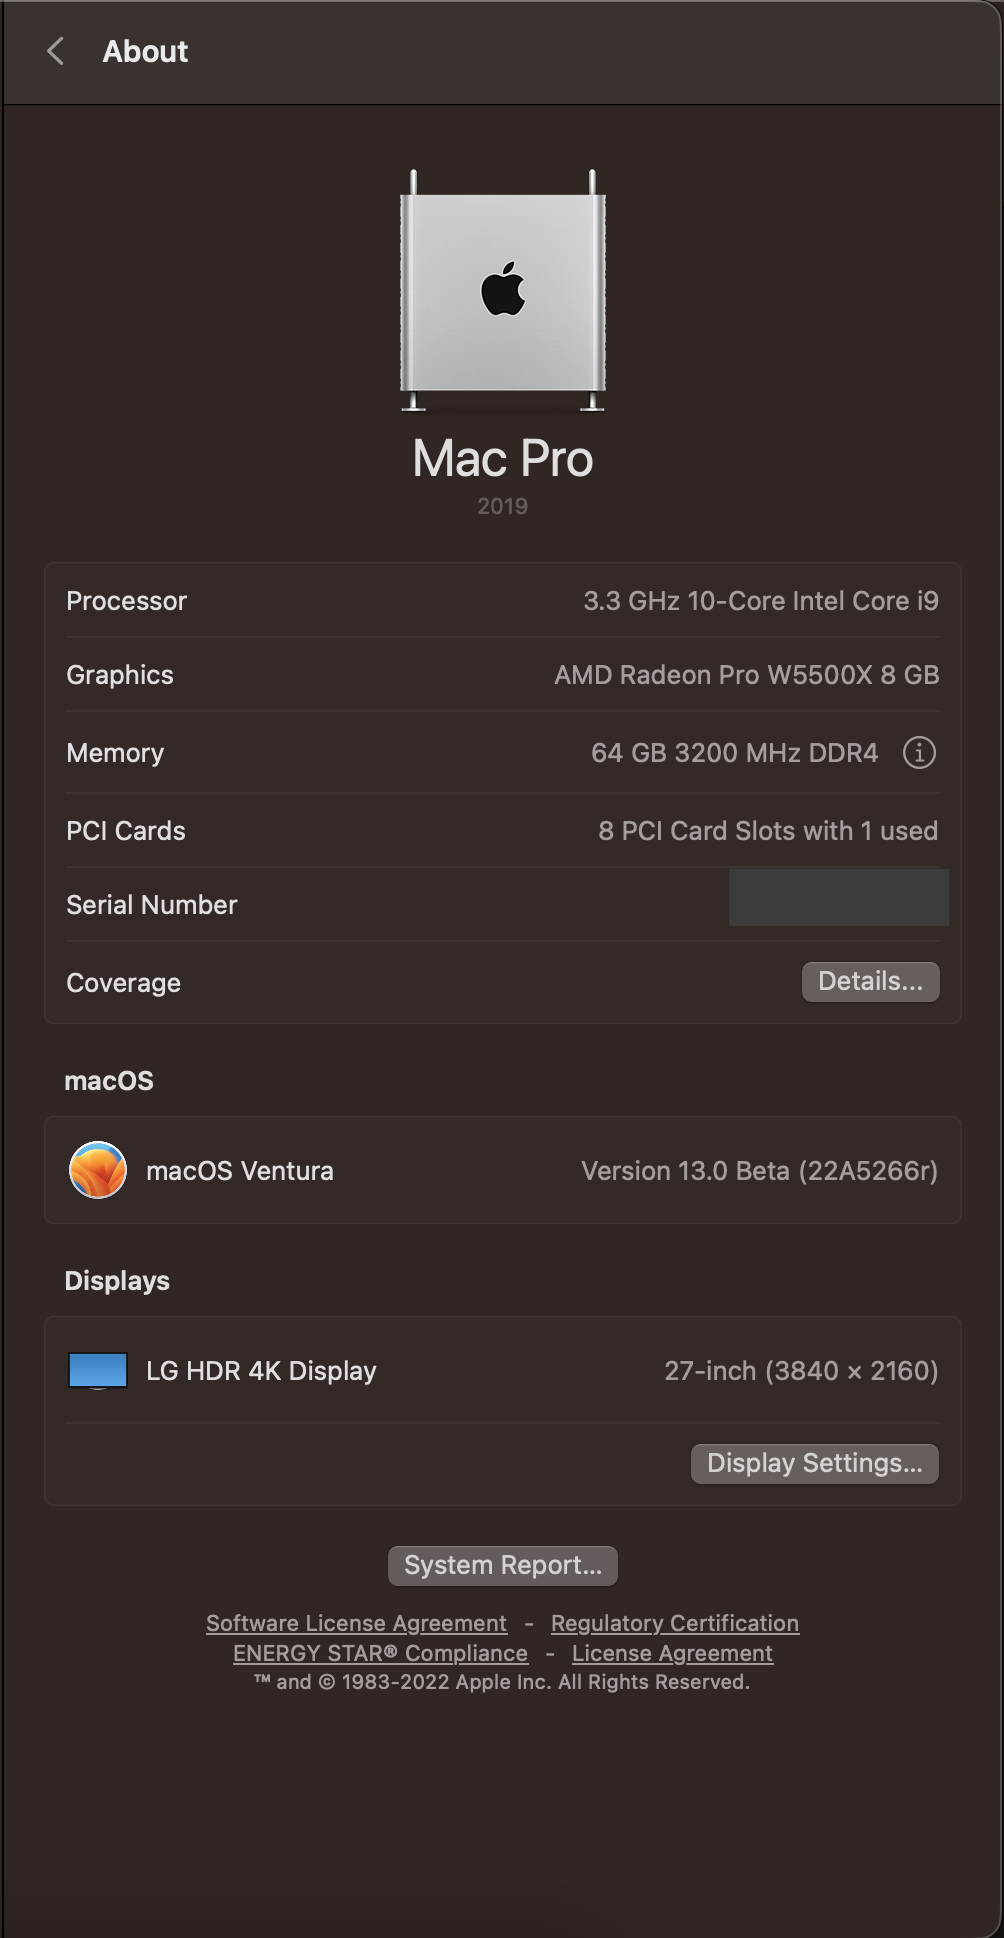 About
Mac Pro
2019
Processor 3.3 GHz 10-Core Intel Core i9
Graphics AMD Radeon Pro W5500X 8 GB
Memory 64 GB 3200 MHz DDR4
PCI Cards 8 PCI Card Slots with 1 used
Serial Number
Coverage Details...
macOS
macOS Ventura Version 13.0 Beta (22A5266r)
Displays
LG HDR 4K Display 27-inch (3840 × 2160)
Display Settings...
System Report...
Software License Agreement - Regulatory Certification
ENERGY STAR® Compliance - License Agreement
™ and © 1983-2022 Apple Inc. All Rights Reserved.